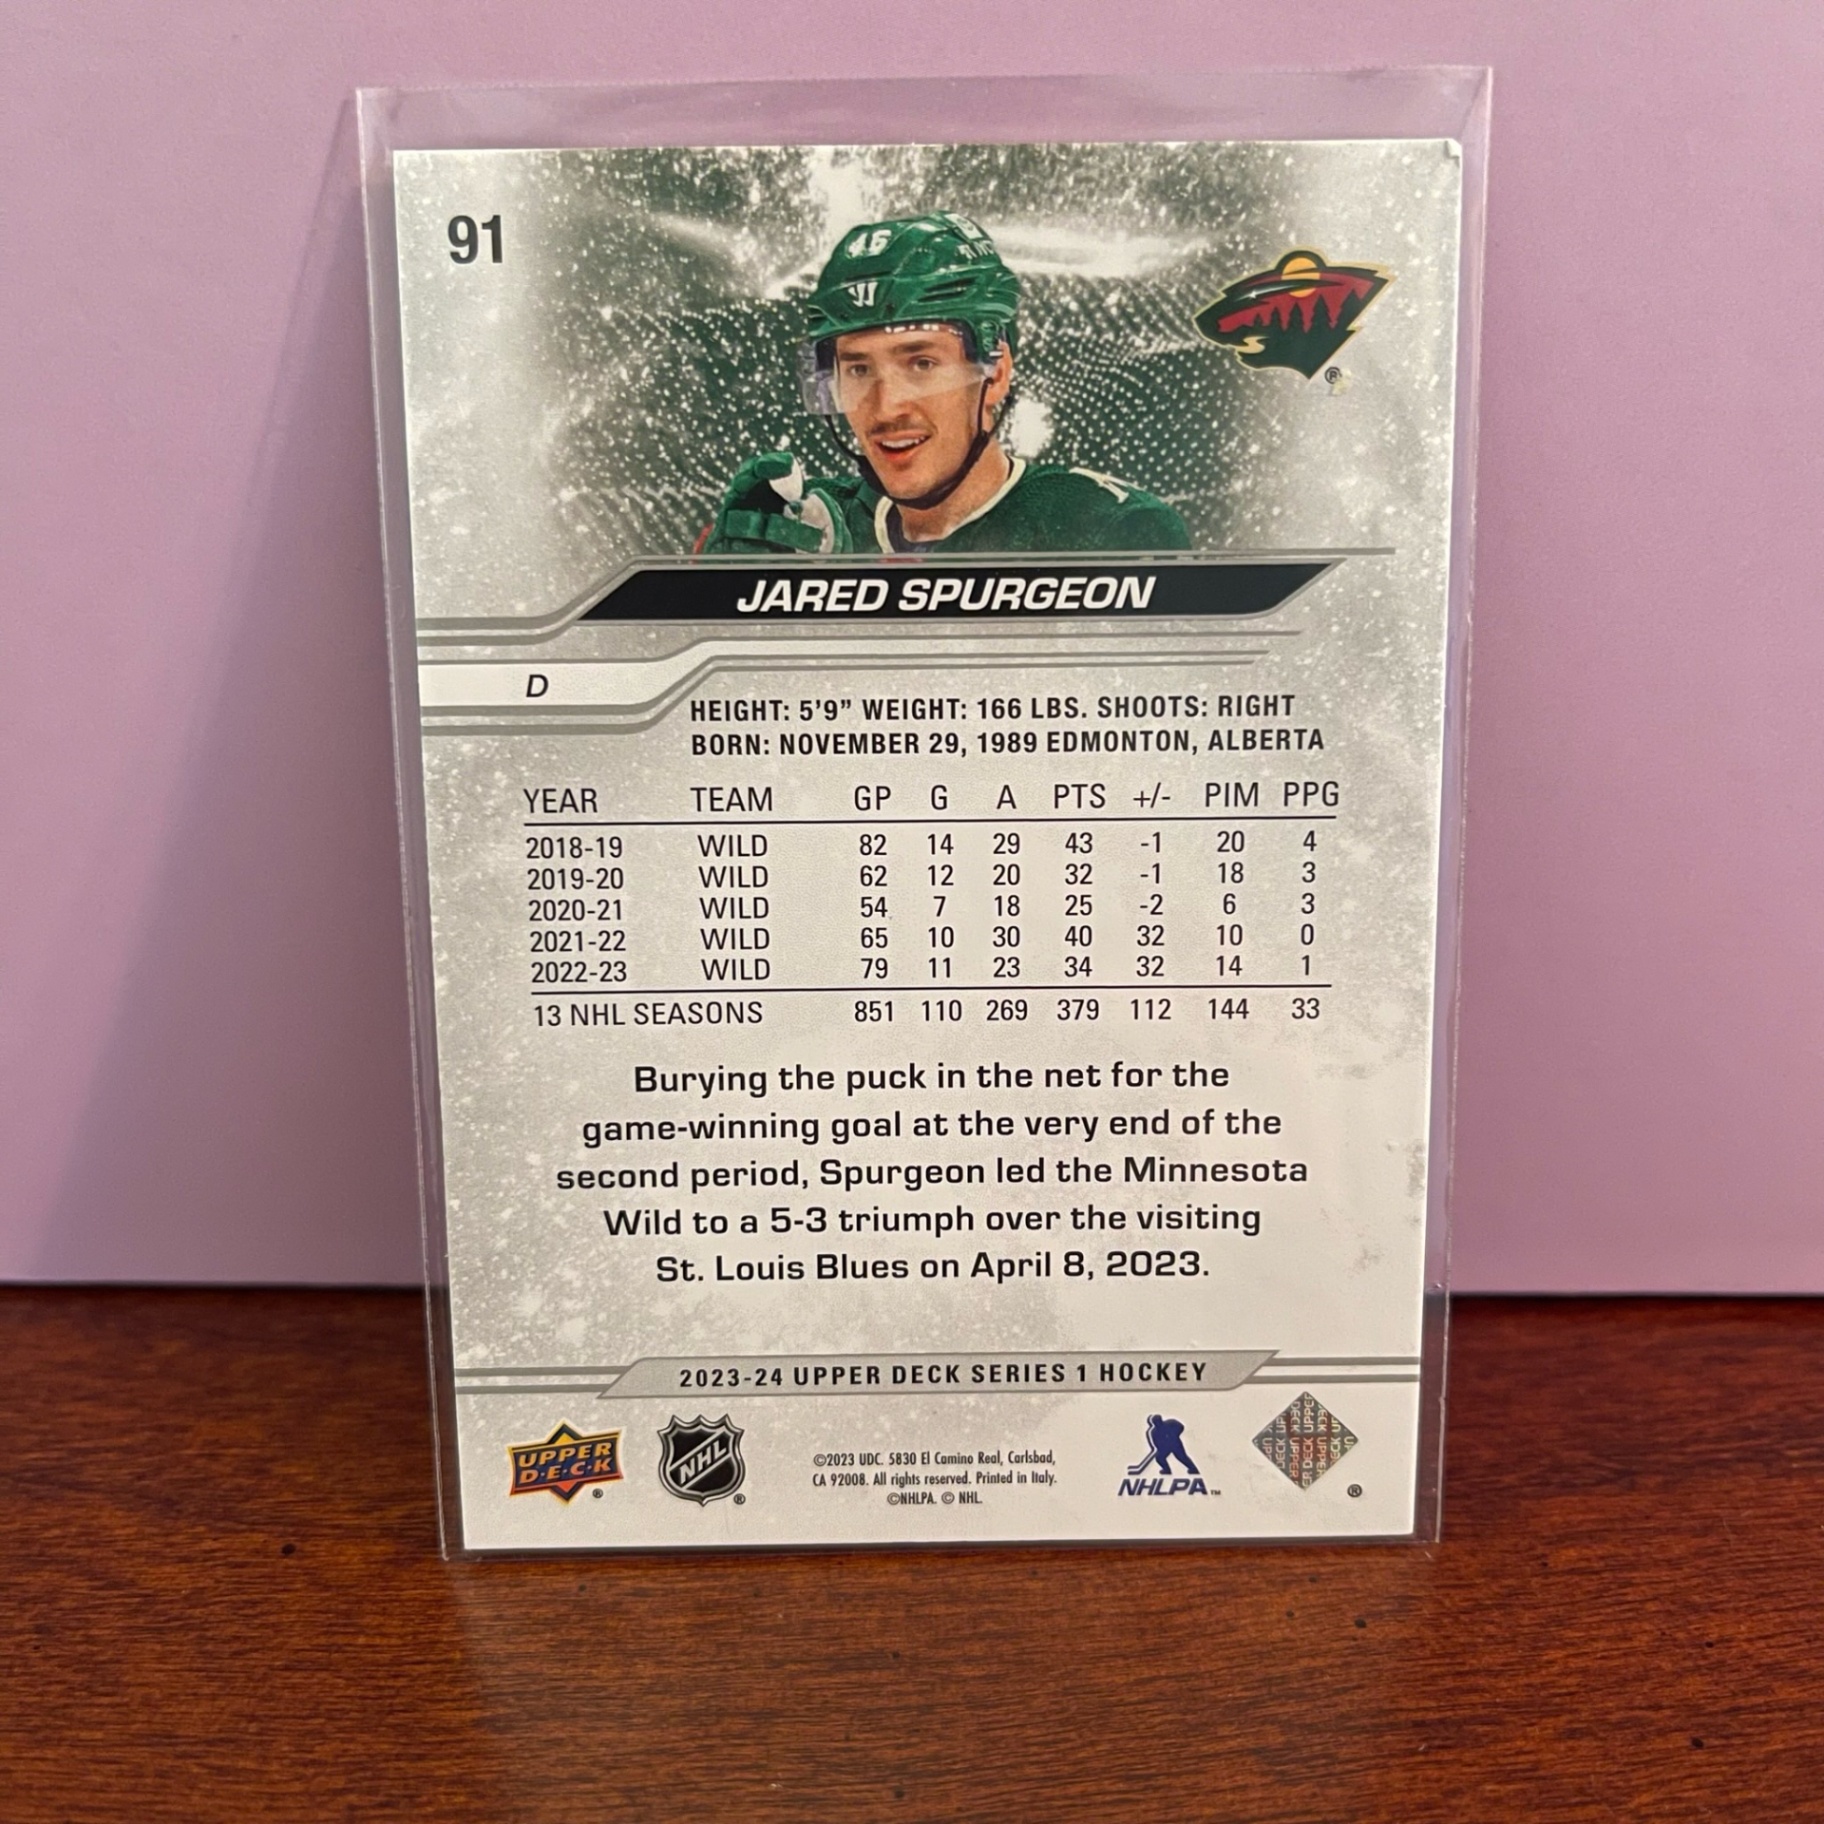 91
46
JARED SPURGEON
D
HEIGHT: 5'9" WEIGHT: 166 LBS. SHOOTS: RIGHT
BORN: NOVEMBER 29, 1989 EDMONTON, ALBERTA
YEAR TEAM GP G A PTS +/- PIM PPG
2018-19 WILD 82 14 29 43 -1 20 4
2019-20 WILD 62 12 20 32 -1 18 3
2020-21 WILD 54 7 18 25 -2 6 3
2021-22 WILD 65 10 30 40 32 10 0
2022-23 WILD 79 11 23 34 32 14 1
13 NHL SEASONS 851 110 269 379 112 144 33
Burying the puck in the net for the
game-winning goal at the very end of the
second period, Spurgeon led the Minnesota
Wild to a 5-3 triumph over the visiting
St. Louis Blues on April 8, 2023.
2023-24 UPPER DECK SERIES 1 HOCKEY
UPPER
D·E·C·K
®
NHL
®
©2023 UDC. 5830 El Camino Real, Carlsbad,
CA 92008. All rights reserved. Printed in Italy.
©NHLPA. © NHL.
NHLPA™
UPPER DECK
®